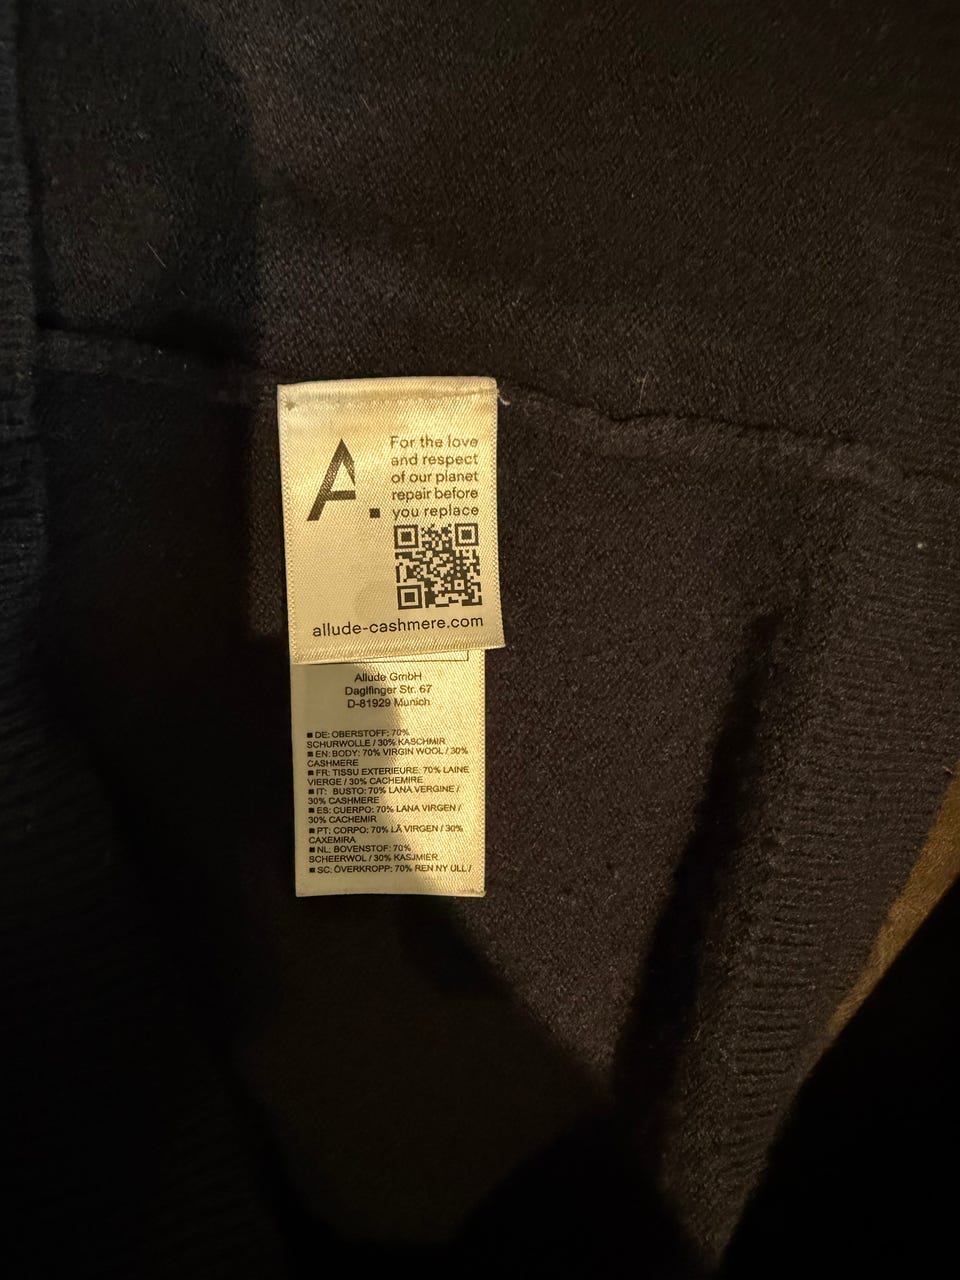 A.
For the love
and respect
of our planet
repair before
you replace
allude-cashmere.com
Allude GmbH
Daglfinger Str. 67
D-81929 Munich
■ DE: OBERSTOFF: 70%
SCHURWOLLE / 30% KASCHMIR
■ EN: BODY: 70% VIRGIN WOOL / 30%
CASHMERE
■ FR: TISSU EXTERIEURE: 70% LAINE
VIERGE / 30% CACHEMIRE
■ IT: BUSTO: 70% LANA VERGINE /
30% CASHMERE
■ ES: CUERPO: 70% LANA VIRGEN /
30% CACHEMIR
■ PT: CORPO: 70% LÃ VIRGEN / 30%
CAXEMIRA
■ NL: BOVENSTOF: 70%
SCHEERWOL / 30% KASJMIER
■ SC: ÖVERKROPP: 70% REN NY ULL /